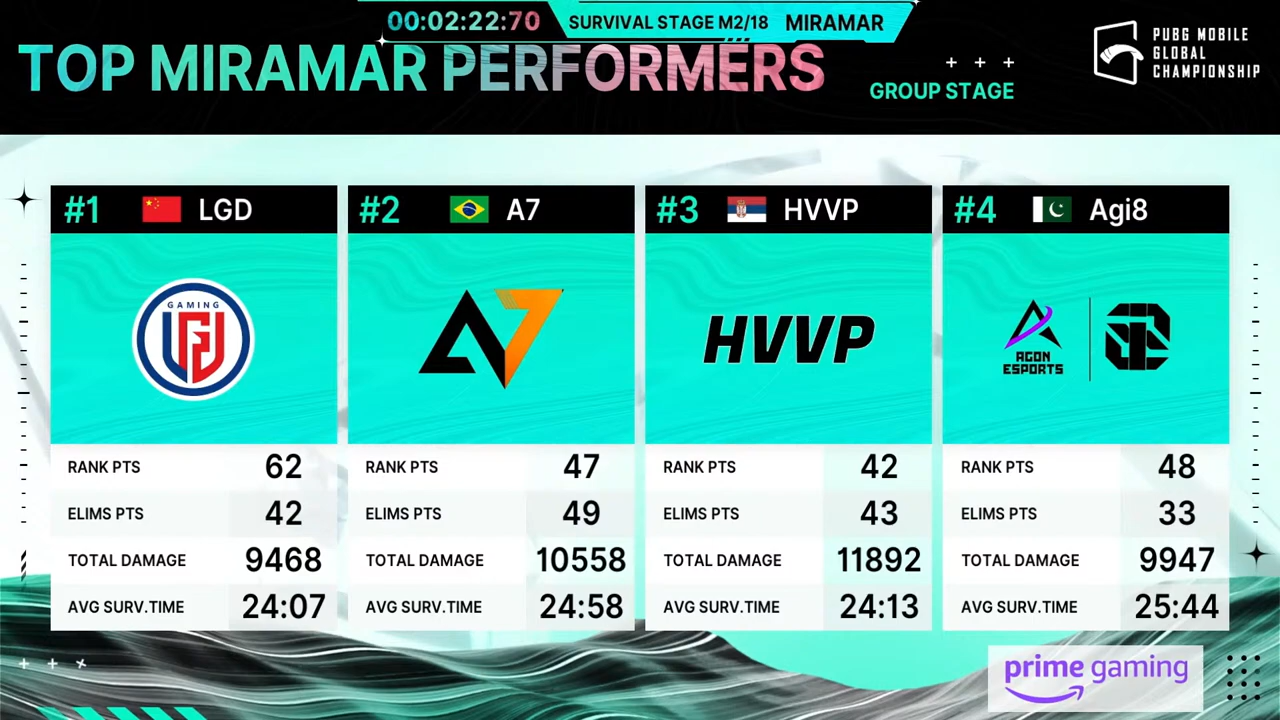 00:02:22:70
SURVIVAL STAGE M2/18 MIRAMAR
TOP MIRAMAR PERFORMERS
+ + +
GROUP STAGE
PUBG MOBILE
GLOBAL
CHAMPIONSHIP
#1 LGD
GAMING
RANK PTS 62
ELIMS PTS 42
TOTAL DAMAGE 9468
AVG SURV.TIME 24:07
#2 A7
A7
RANK PTS 47
ELIMS PTS 49
TOTAL DAMAGE 10558
AVG SURV.TIME 24:58
#3 HVVP
HVVP
RANK PTS 42
ELIMS PTS 43
TOTAL DAMAGE 11892
AVG SURV.TIME 24:13
#4 Agi8
AGON
ESPORTS
RANK PTS 48
ELIMS PTS 33
TOTAL DAMAGE 9947
AVG SURV.TIME 25:44
prime gaming